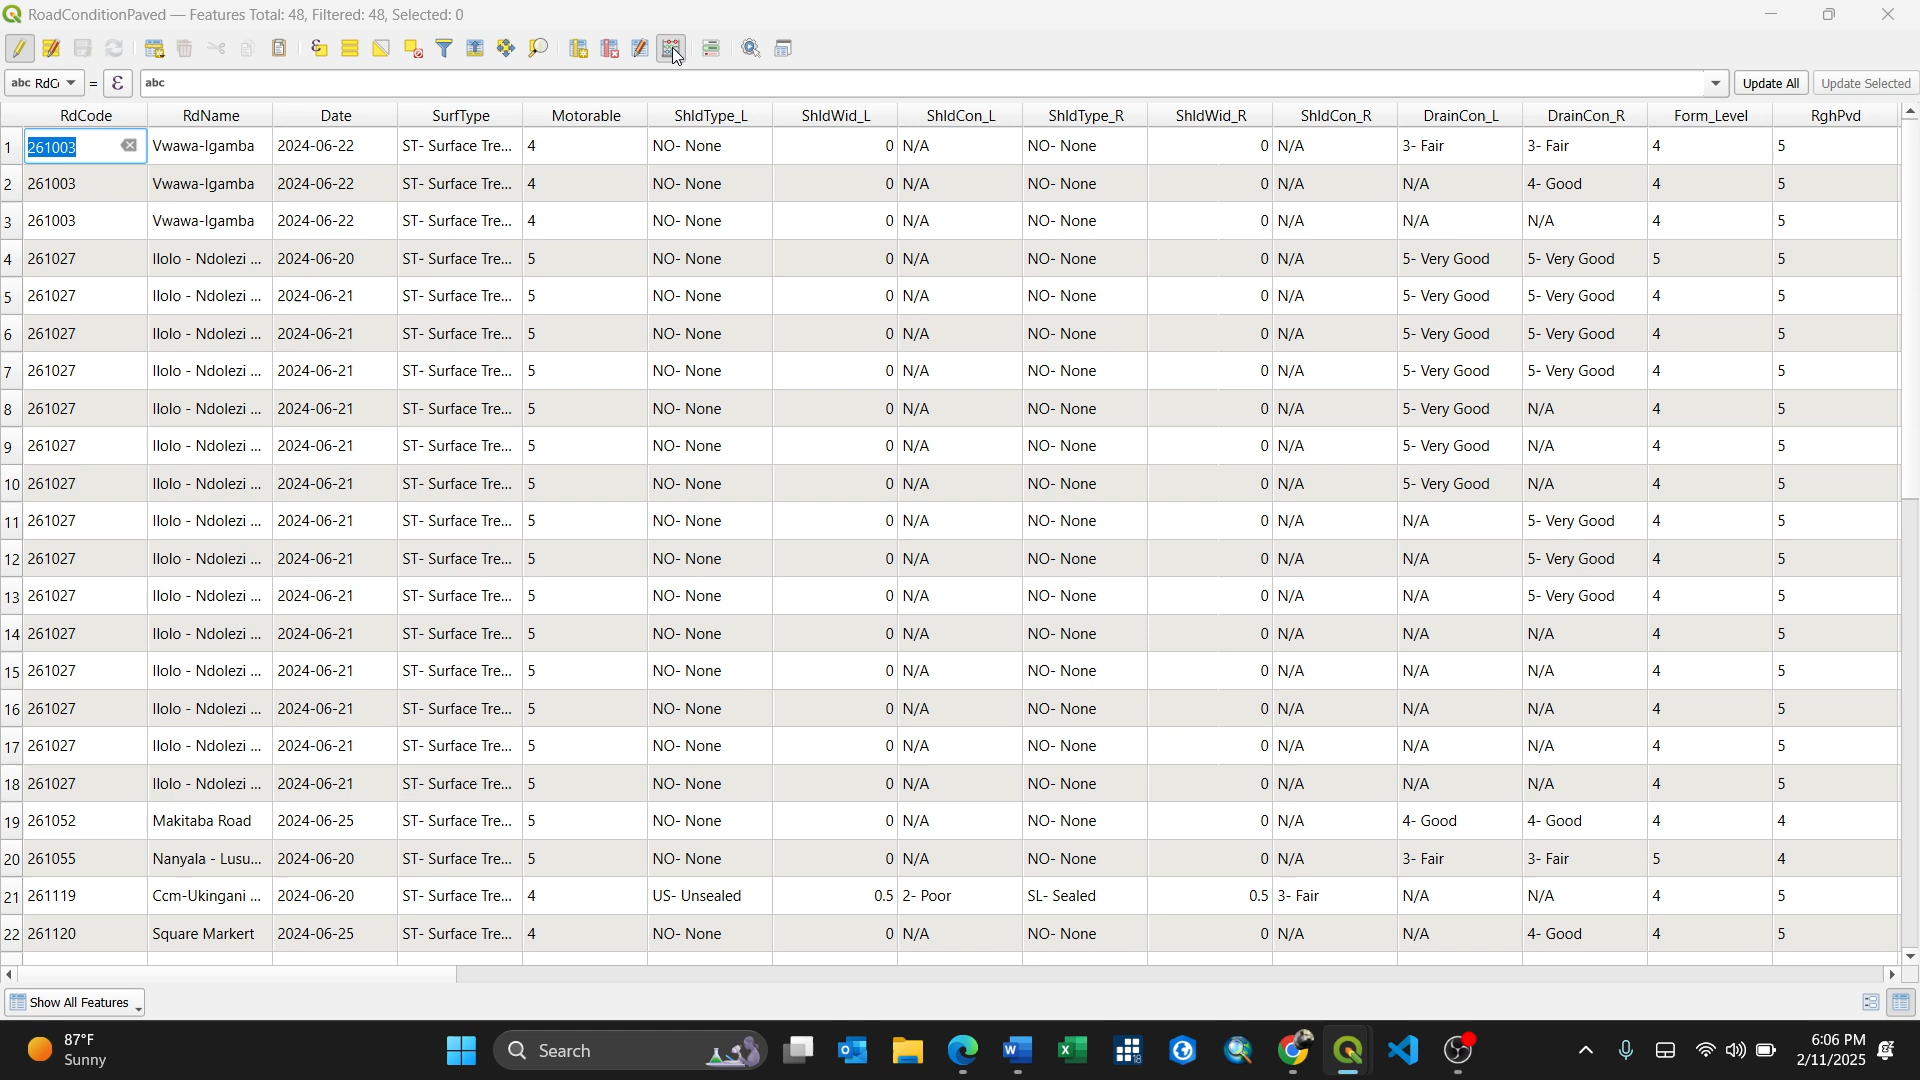 RoadConditionPaved — Features Total: 48, Filtered: 48, Selected: 0
abc RdC = ε abc Update All Update Selected
RdCode RdName Date SurfType Motorable ShldType_L ShldWid_L ShldCon_L ShldType_R ShldWid_R ShldCon_R DrainCon_L DrainCon_R Form_Level RghPvd
1 261003 Vwawa-Igamba 2024-06-22 ST- Surface Tre... 4 NO- None 0 N/A NO- None 0 N/A 3- Fair 3- Fair 4 5
2 261003 Vwawa-Igamba 2024-06-22 ST- Surface Tre... 4 NO- None 0 N/A NO- None 0 N/A N/A 4- Good 4 5
3 261003 Vwawa-Igamba 2024-06-22 ST- Surface Tre... 4 NO- None 0 N/A NO- None 0 N/A N/A N/A 4 5
4 261027 Ilolo - Ndolezi ... 2024-06-20 ST- Surface Tre... 5 NO- None 0 N/A NO- None 0 N/A 5- Very Good 5- Very Good 5 5
5 261027 Ilolo - Ndolezi ... 2024-06-21 ST- Surface Tre... 5 NO- None 0 N/A NO- None 0 N/A 5- Very Good 5- Very Good 4 5
6 261027 Ilolo - Ndolezi ... 2024-06-21 ST- Surface Tre... 5 NO- None 0 N/A NO- None 0 N/A 5- Very Good 5- Very Good 4 5
7 261027 Ilolo - Ndolezi ... 2024-06-21 ST- Surface Tre... 5 NO- None 0 N/A NO- None 0 N/A 5- Very Good 5- Very Good 4 5
8 261027 Ilolo - Ndolezi ... 2024-06-21 ST- Surface Tre... 5 NO- None 0 N/A NO- None 0 N/A 5- Very Good N/A 4 5
9 261027 Ilolo - Ndolezi ... 2024-06-21 ST- Surface Tre... 5 NO- None 0 N/A NO- None 0 N/A 5- Very Good N/A 4 5
10 261027 Ilolo - Ndolezi ... 2024-06-21 ST- Surface Tre... 5 NO- None 0 N/A NO- None 0 N/A 5- Very Good N/A 4 5
11 261027 Ilolo - Ndolezi ... 2024-06-21 ST- Surface Tre... 5 NO- None 0 N/A NO- None 0 N/A N/A 5- Very Good 4 5
12 261027 Ilolo - Ndolezi ... 2024-06-21 ST- Surface Tre... 5 NO- None 0 N/A NO- None 0 N/A N/A 5- Very Good 4 5
13 261027 Ilolo - Ndolezi ... 2024-06-21 ST- Surface Tre... 5 NO- None 0 N/A NO- None 0 N/A N/A 5- Very Good 4 5
14 261027 Ilolo - Ndolezi ... 2024-06-21 ST- Surface Tre... 5 NO- None 0 N/A NO- None 0 N/A N/A N/A 4 5
15 261027 Ilolo - Ndolezi ... 2024-06-21 ST- Surface Tre... 5 NO- None 0 N/A NO- None 0 N/A N/A N/A 4 5
16 261027 Ilolo - Ndolezi ... 2024-06-21 ST- Surface Tre... 5 NO- None 0 N/A NO- None 0 N/A N/A N/A 4 5
17 261027 Ilolo - Ndolezi ... 2024-06-21 ST- Surface Tre... 5 NO- None 0 N/A NO- None 0 N/A N/A N/A 4 5
18 261027 Ilolo - Ndolezi ... 2024-06-21 ST- Surface Tre... 5 NO- None 0 N/A NO- None 0 N/A N/A N/A 4 5
19 261052 Makitaba Road 2024-06-25 ST- Surface Tre... 5 NO- None 0 N/A NO- None 0 N/A 4- Good 4- Good 4 4
20 261055 Nanyala - Lusu... 2024-06-20 ST- Surface Tre... 5 NO- None 0 N/A NO- None 0 N/A 3- Fair 3- Fair 5 4
21 261119 Ccm-Ukingani ... 2024-06-20 ST- Surface Tre... 4 US- Unsealed 0.5 2- Poor SL- Sealed 0.5 3- Fair N/A N/A 4 5
22 261120 Square Markert 2024-06-25 ST- Surface Tre... 4 NO- None 0 N/A NO- None 0 N/A N/A 4- Good 4 5
Show All Features
87°F
Sunny
Search
6:06 PM
2/11/2025